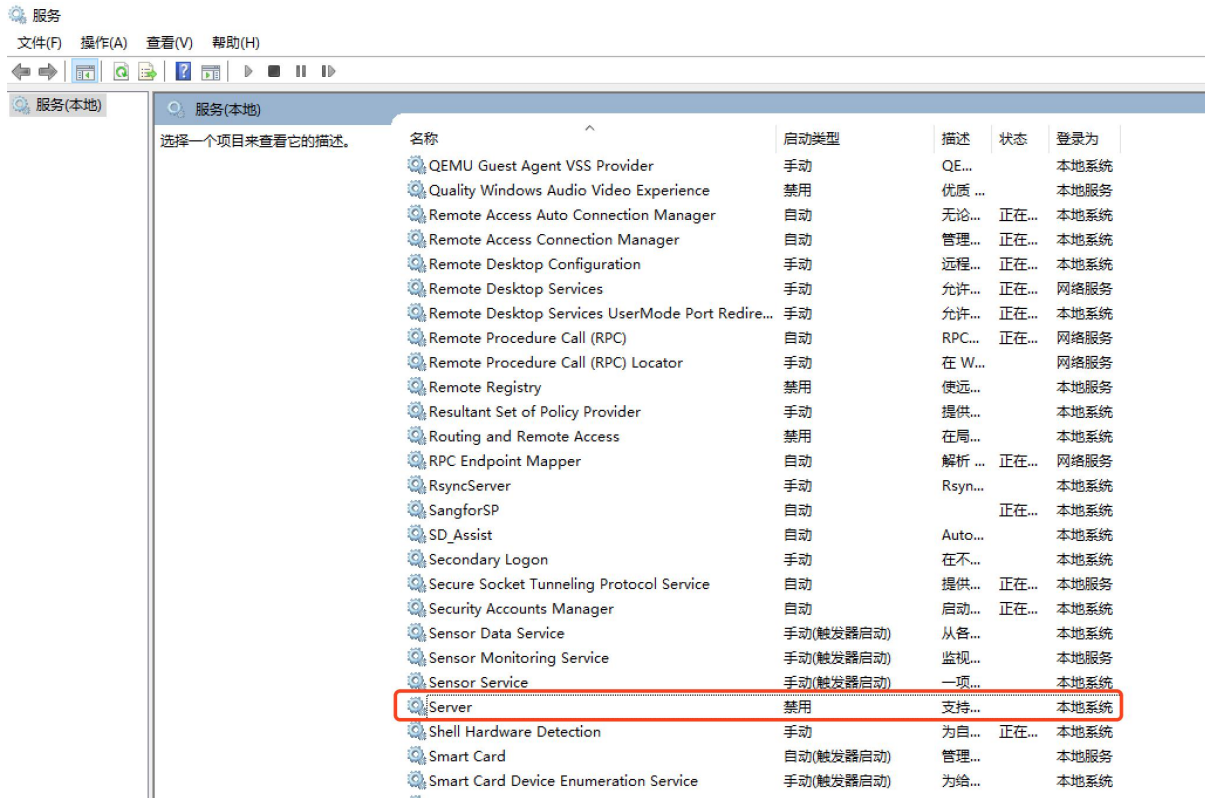 服务
文件(F) 操作(A) 查看(V) 帮助(H)
服务(本地)
服务(本地)
选择一个项目来查看它的描述。
名称 启动类型 描述 状态 登录为
QEMU Guest Agent VSS Provider 手动 QE... 本地系统
Quality Windows Audio Video Experience 禁用 优质 ... 本地服务
Remote Access Auto Connection Manager 自动 无论... 正在... 本地系统
Remote Access Connection Manager 自动 管理... 正在... 本地系统
Remote Desktop Configuration 手动 远程... 正在... 本地系统
Remote Desktop Services 手动 允许... 正在... 网络服务
Remote Desktop Services UserMode Port Redire... 手动 允许... 正在... 本地系统
Remote Procedure Call (RPC) 自动 RPC... 正在... 网络服务
Remote Procedure Call (RPC) Locator 手动 在 W... 网络服务
Remote Registry 禁用 使远... 本地服务
Resultant Set of Policy Provider 手动 提供... 本地系统
Routing and Remote Access 禁用 在局... 本地系统
RPC Endpoint Mapper 自动 解析 ... 正在... 网络服务
RsyncServer 手动 Rsyn... 本地系统
SangforSP 自动 正在... 本地系统
SD_Assist 自动 Auto... 本地系统
Secondary Logon 手动 在不... 本地系统
Secure Socket Tunneling Protocol Service 自动 提供... 正在... 本地服务
Security Accounts Manager 自动 启动... 正在... 本地系统
Sensor Data Service 手动(触发器启动) 从各... 本地系统
Sensor Monitoring Service 手动(触发器启动) 监视... 本地服务
Sensor Service 手动(触发器启动) 一项... 本地系统
Server 禁用 支持... 本地系统
Shell Hardware Detection 手动 为自... 正在... 本地系统
Smart Card 自动(触发器启动) 管理... 本地服务
Smart Card Device Enumeration Service 手动(触发器启动) 为给... 本地系统